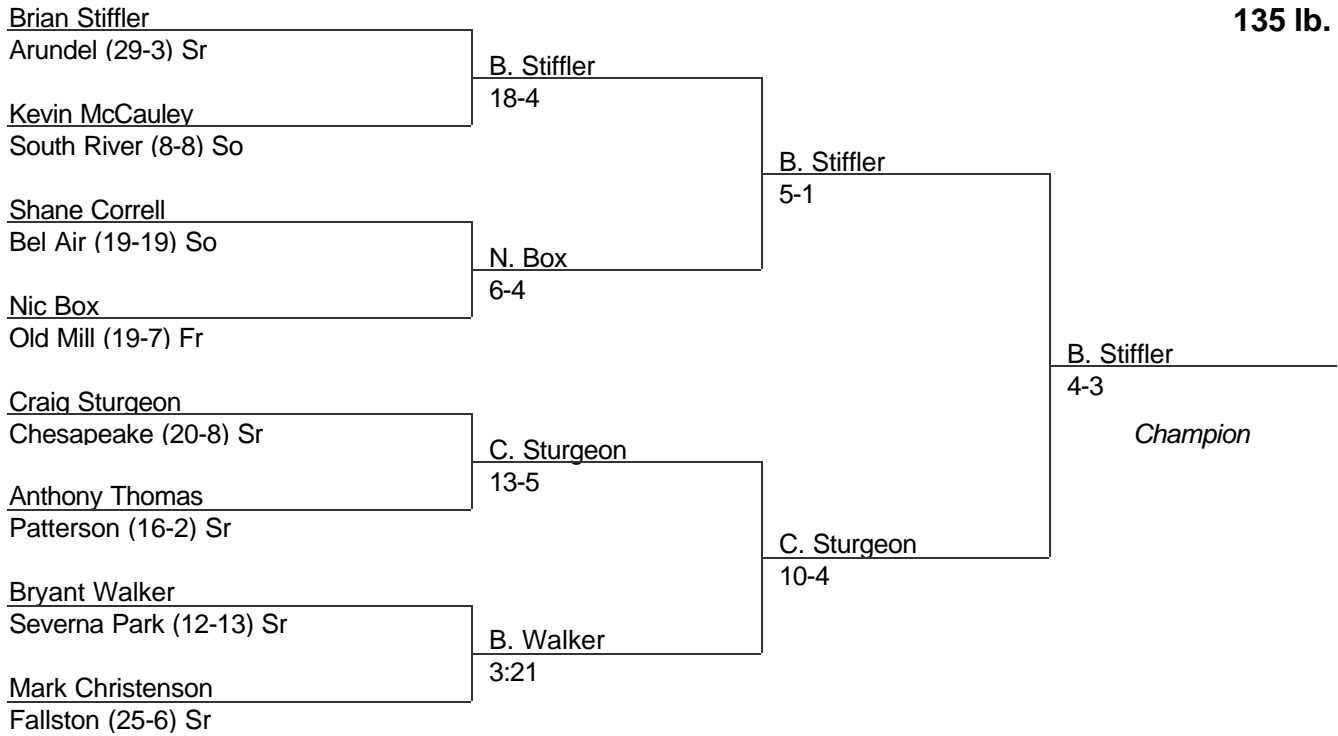 135 lb.
Brian Stiffler
Arundel (29-3) Sr
B. Stiffler
18-4
Kevin McCauley
South River (8-8) So
B. Stiffler
5-1
Shane Correll
Bel Air (19-19) So
N. Box
6-4
Nic Box
Old Mill (19-7) Fr
B. Stiffler
4-3
Champion
Craig Sturgeon
Chesapeake (20-8) Sr
C. Sturgeon
13-5
Anthony Thomas
Patterson (16-2) Sr
C. Sturgeon
10-4
Bryant Walker
Severna Park (12-13) Sr
B. Walker
3:21
Mark Christenson
Fallston (25-6) Sr